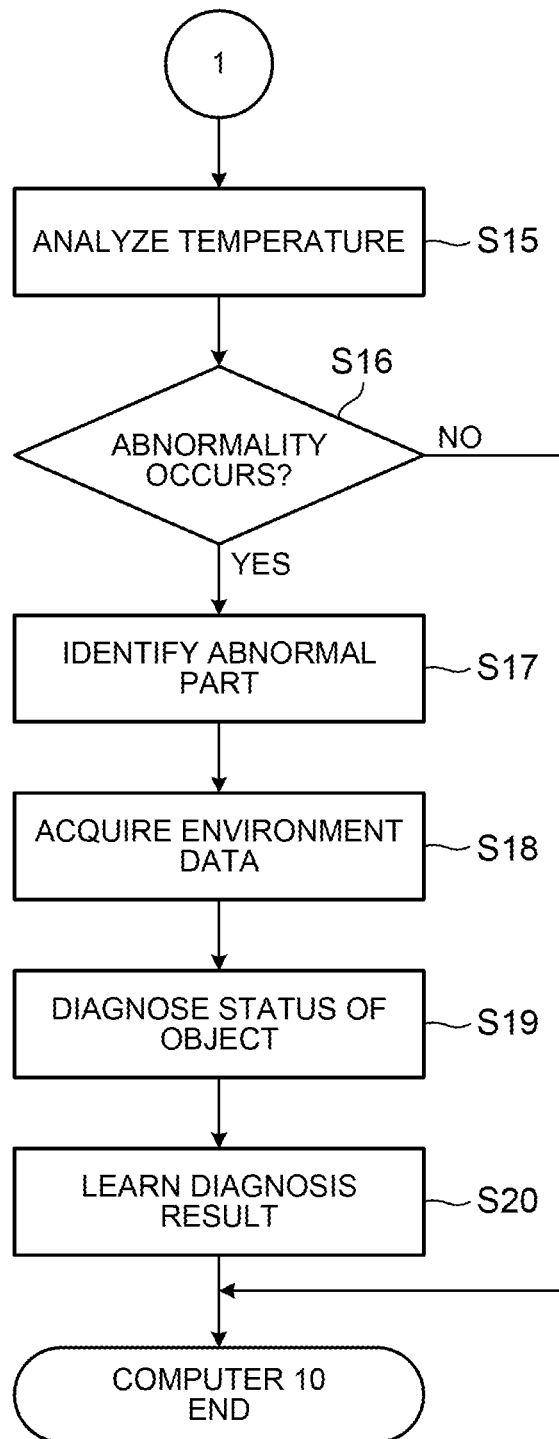 1
ANALYZE TEMPERATURE
S15
S16
ABNORMALITY
OCCURS?
NO
YES
IDENTIFY ABNORMAL
PART
S17
ACQUIRE ENVIRONMENT
DATA
S18
DIAGNOSE STATUS OF
OBJECT
S19
LEARN DIAGNOSIS
RESULT
S20
COMPUTER 10
END